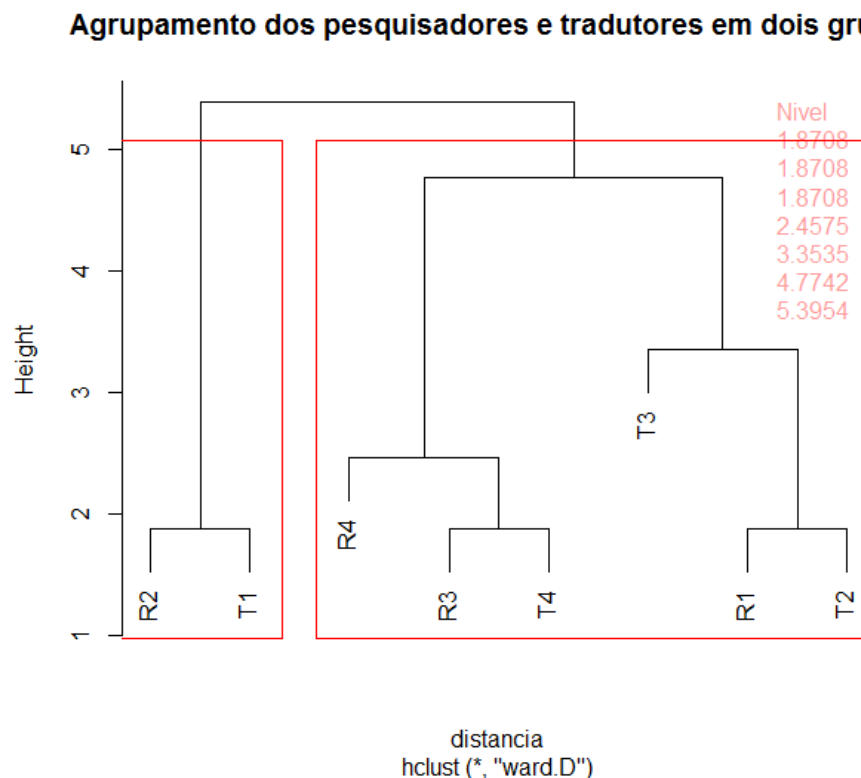 Agrupamento dos pesquisadores e tradutores em dois gru
Nivel
1.8708
1.8708
1.8708
2.4575
3.3535
4.7742
5.3954
Height
5
4
3
2
1
R2
T1
R4
R3
T4
T3
R1
T2
distancia
hclust (*, "ward.D")